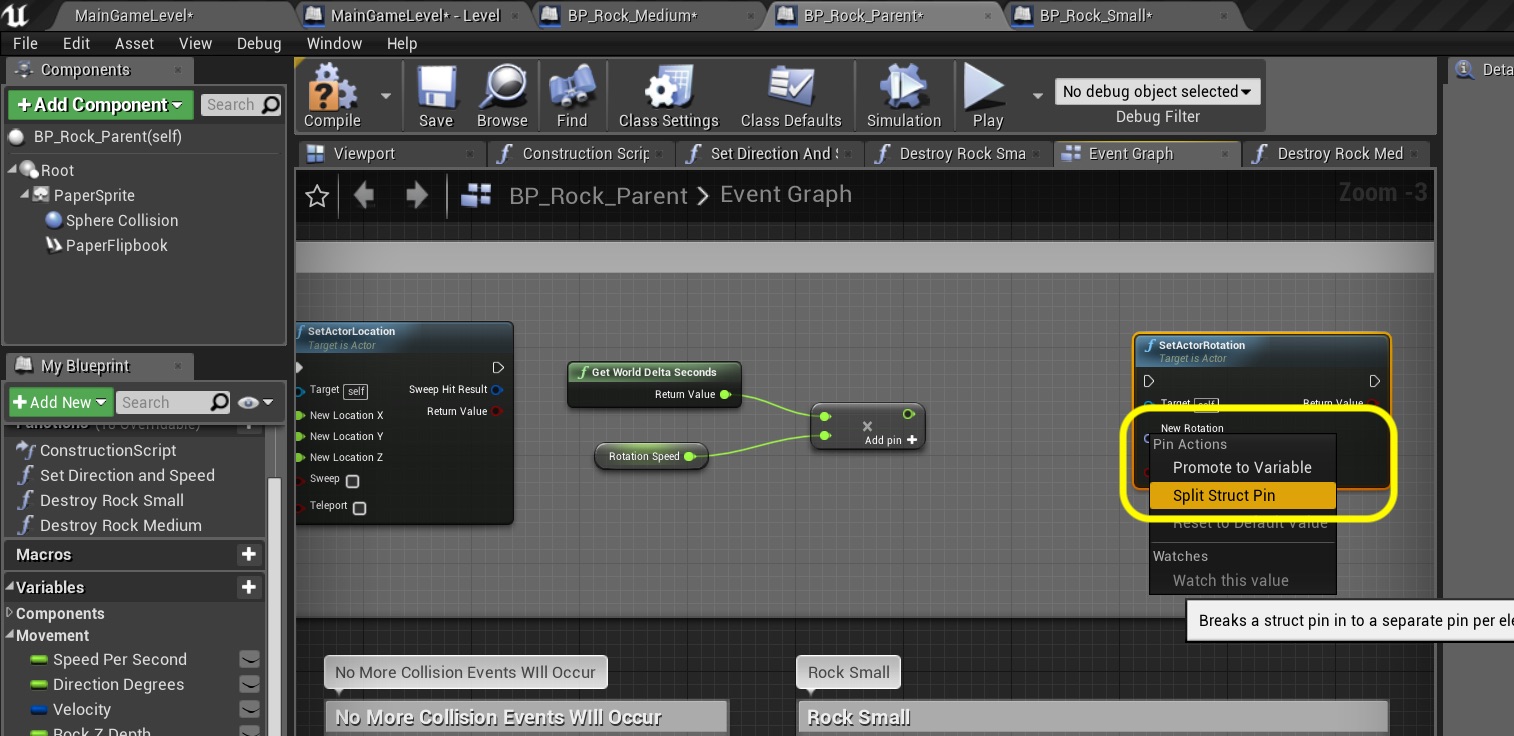 MainGameLevel*
MainGameLevel* - Level
BP_Rock_Medium*
BP_Rock_Parent*
BP_Rock_Small*
File Edit Asset View Debug Window Help
Components
Add Component
Search
BP_Rock_Parent(self)
Root
PaperSprite
Sphere Collision
PaperFlipbook
Compile
Save
Browse
Find
Class Settings
Class Defaults
Simulation
Play
No debug object selected
Debug Filter
Deta
Viewport
Construction Scrip
Set Direction And S
Destroy Rock Sma
Event Graph
Destroy Rock Med
BP_Rock_Parent > Event Graph
Zoom -3
SetActorLocation
Target is Actor
Target self
Sweep Hit Result
New Location X
Return Value
New Location Y
New Location Z
Sweep
Teleport
Get World Delta Seconds
Return Value
Rotation Speed
Add pin
SetActorRotation
Target is Actor
Target self
Return Value
New Rotation
Pin Actions
Promote to Variable
Split Struct Pin
Reset to Default Value
Watches
Watch this value
Breaks a struct pin in to a separate pin per ele
My Blueprint
Add New
Search
Functions (18 Overridable)
ConstructionScript
Set Direction and Speed
Destroy Rock Small
Destroy Rock Medium
Macros
Variables
Components
Movement
Speed Per Second
Direction Degrees
Velocity
Rock Z Depth
No More Collision Events WIll Occur
Rock Small
No More Collision Events WIll Occur
Rock Small